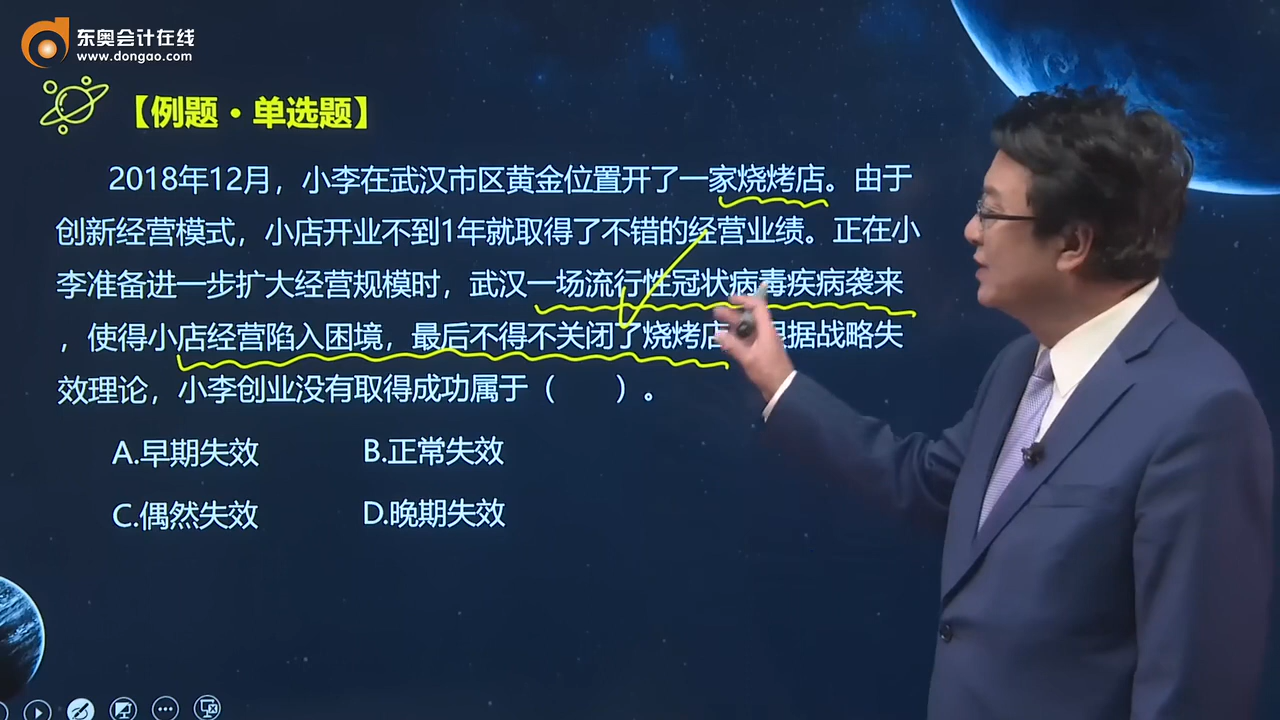 东奥会计在线
www.dongao.com
【例题·单选题】
2018年12月，小李在武汉市区黄金位置开了一家烧烤店。由于
创新经营模式，小店开业不到1年就取得了不错的经营业绩。正在小
李准备进一步扩大经营规模时，武汉一场流行性冠状病毒疾病袭来
，使得小店经营陷入困境，最后不得不关闭了烧烤店 根据战略失
效理论，小李创业没有取得成功属于（　　）。
A.早期失效 B.正常失效
C.偶然失效 D.晚期失效